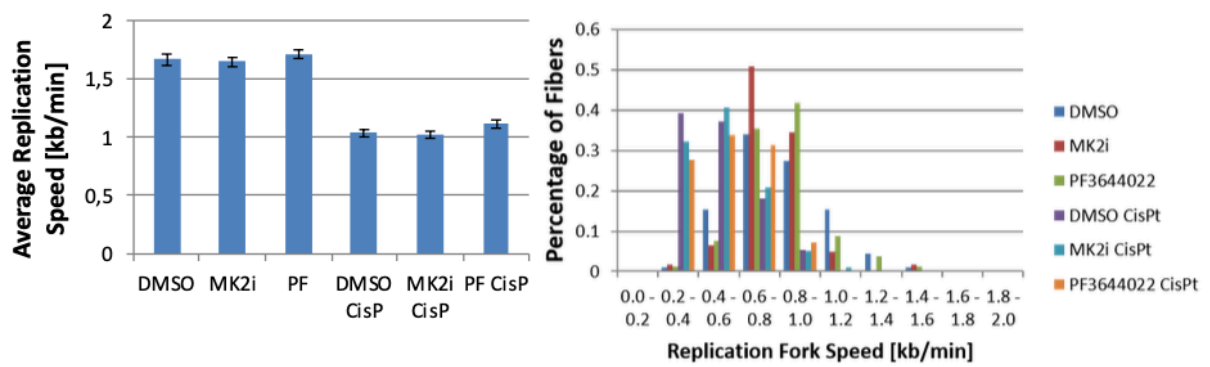 Average Replication
Speed [kb/min]
2
1,5
1
0,5
0
DMSO MK2i PF DMSO CisP MK2i CisP PF CisP
Percentage of Fibers
0.6
0.5
0.4
0.3
0.2
0.1
0
0.0 - 0.2 - 0.4 - 0.6 - 0.8 - 1.0 - 1.2 - 1.4 - 1.6 - 1.8 -
0.2 0.4 0.6 0.8 1.0 1.2 1.4 1.6 1.8 2.0
Replication Fork Speed [kb/min]
DMSO
MK2i
PF3644022
DMSO CisPt
MK2i CisPt
PF3644022 CisPt